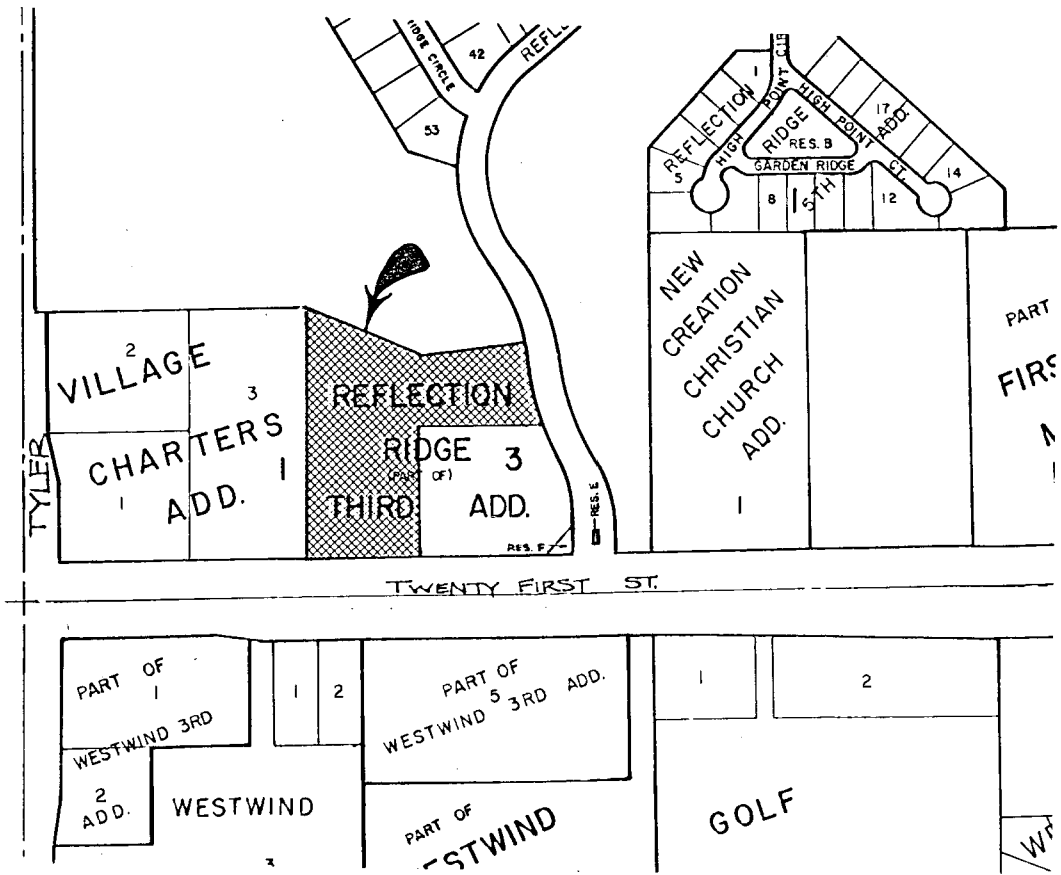 RIDGE CIRCLE
42
REFL
53
REFLECTION
RIDGE
5TH
ADD.
1
5
8
12
14
17
HIGH POINT CIR
HIGH POINT CT.
RES. B
GARDEN RIDGE
NEW
CREATION
CHRISTIAN
CHURCH
ADD.
1
PART
FIRS
2
VILLAGE
3
CHARTERS
1
ADD.
1
TYLER
REFLECTION
RIDGE
(PART OF)
3
THIRD
ADD.
RES. F
RES. E
TWENTY FIRST ST.
PART OF
1
WESTWIND 3RD
2
ADD.
1
2
PART OF
5
WESTWIND 3RD ADD.
1
2
WESTWIND
3
PART OF
ESTWIND
GOLF